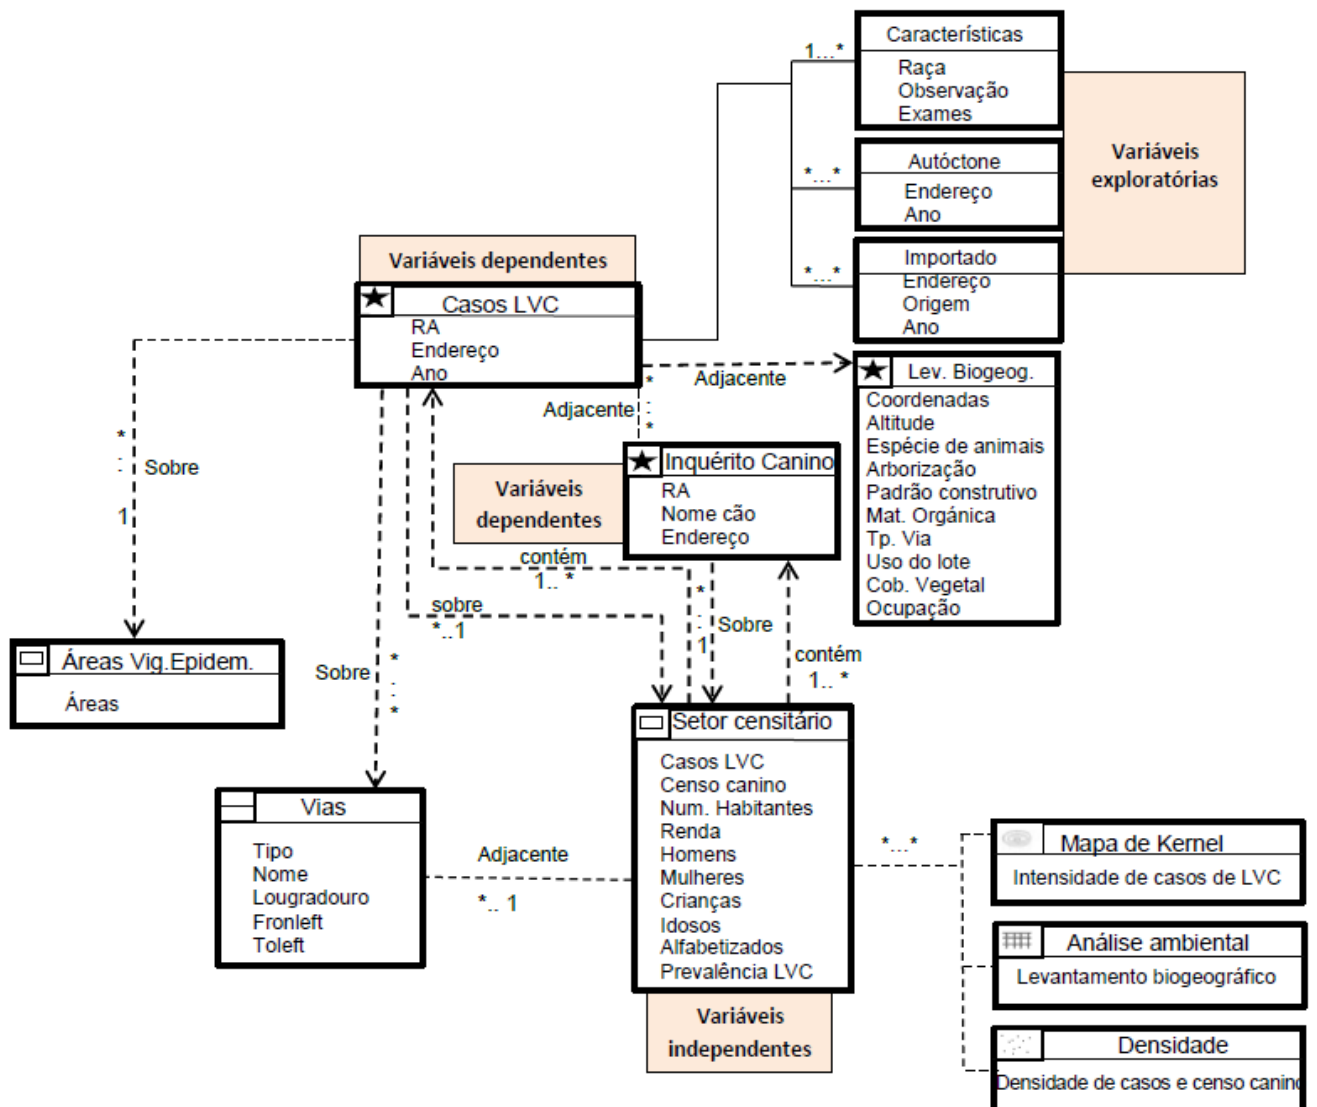 Características
1...*
Raça
Observação
Exames
Variáveis
exploratórias
Autóctone
*...*
Endereço
Ano
Importado
*...*
Endereço
Origem
Ano
Variáveis dependentes
Casos LVC
RA
Endereço
Ano
Adjacente
Lev. Biogeog.
Coordenadas
Altitude
Espécie de animais
Arborização
Padrão construtivo
Mat. Orgánica
Tp. Via
Uso do lote
Cob. Vegetal
Ocupação
Adjacente
*
:
*
Inquérito Canino
RA
Nome cão
Endereço
Variáveis
dependentes
*
:
1
Sobre
contém
1.. *
sobre
*..1
*
:
1
Sobre
contém
1.. *
Áreas Vig.Epidem.
Áreas
Sobre
*
:
*
Setor censitário
Casos LVC
Censo canino
Num. Habitantes
Renda
Homens
Mulheres
Crianças
Idosos
Alfabetizados
Prevalência LVC
Variáveis
independentes
Vias
Tipo
Nome
Lougradouro
Fronleft
Toleft
Adjacente
*.. 1
*...*
Mapa de Kernel
Intensidade de casos de LVC
Análise ambiental
Levantamento biogeográfico
Densidade
Densidade de casos e censo canino